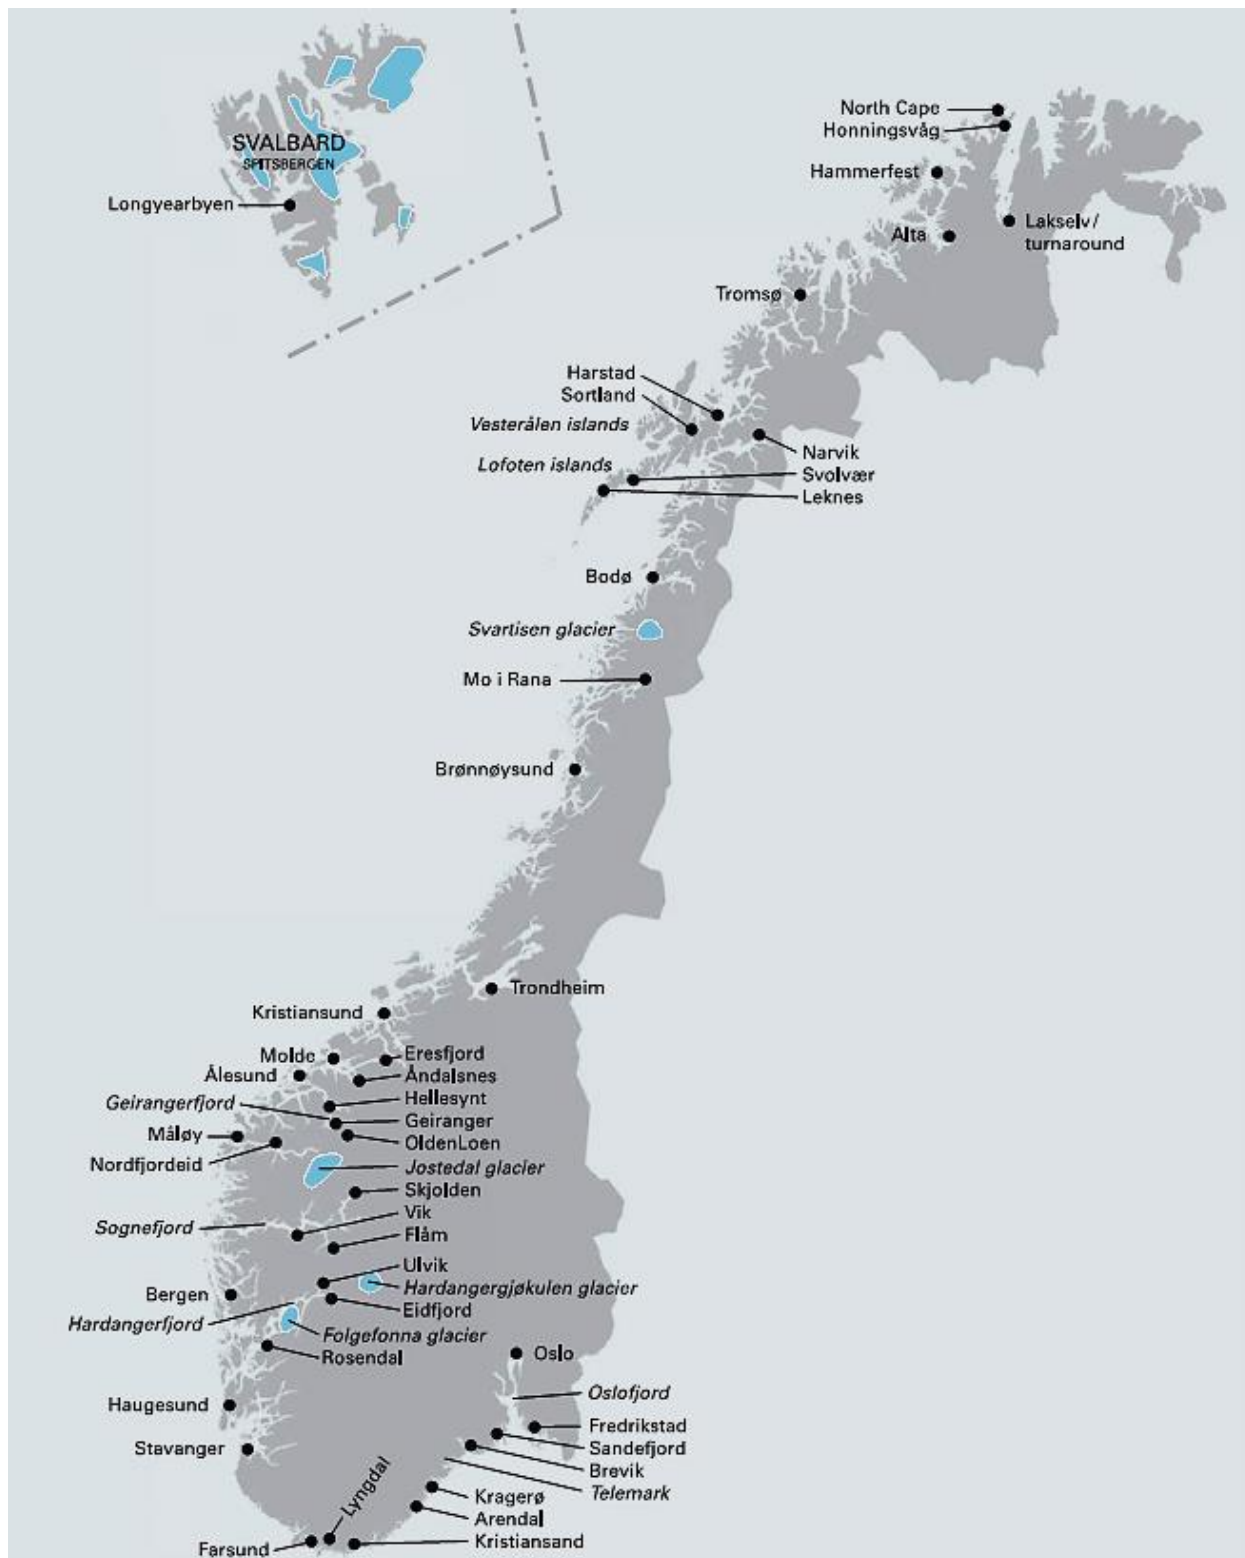 SVALBARD
SPITSBERGEN
Longyearbyen
North Cape
Honningsvåg
Hammerfest
Alta
Lakselv/
turnaround
Tromsø
Harstad
Sortland
Vesterålen islands
Lofoten islands
Narvik
Svolvær
Leknes
Bodø
Svartisen glacier
Mo i Rana
Brønnøysund
Trondheim
Kristiansund
Molde
Ålesund
Geirangerfjord
Måløy
Nordfjordeid
Eresfjord
Åndalsnes
Hellesynt
Geiranger
OldenLoen
Jostedal glacier
Skjolden
Vik
Sognefjord
Flåm
Ulvik
Hardangergjøkulen glacier
Bergen
Eidfjord
Hardangerfjord
Folgefonna glacier
Rosendal
Oslo
Oslofjord
Haugesund
Stavanger
Fredrikstad
Sandefjord
Brevik
Telemark
Lyngdal
Kragerø
Arendal
Kristiansand
Farsund